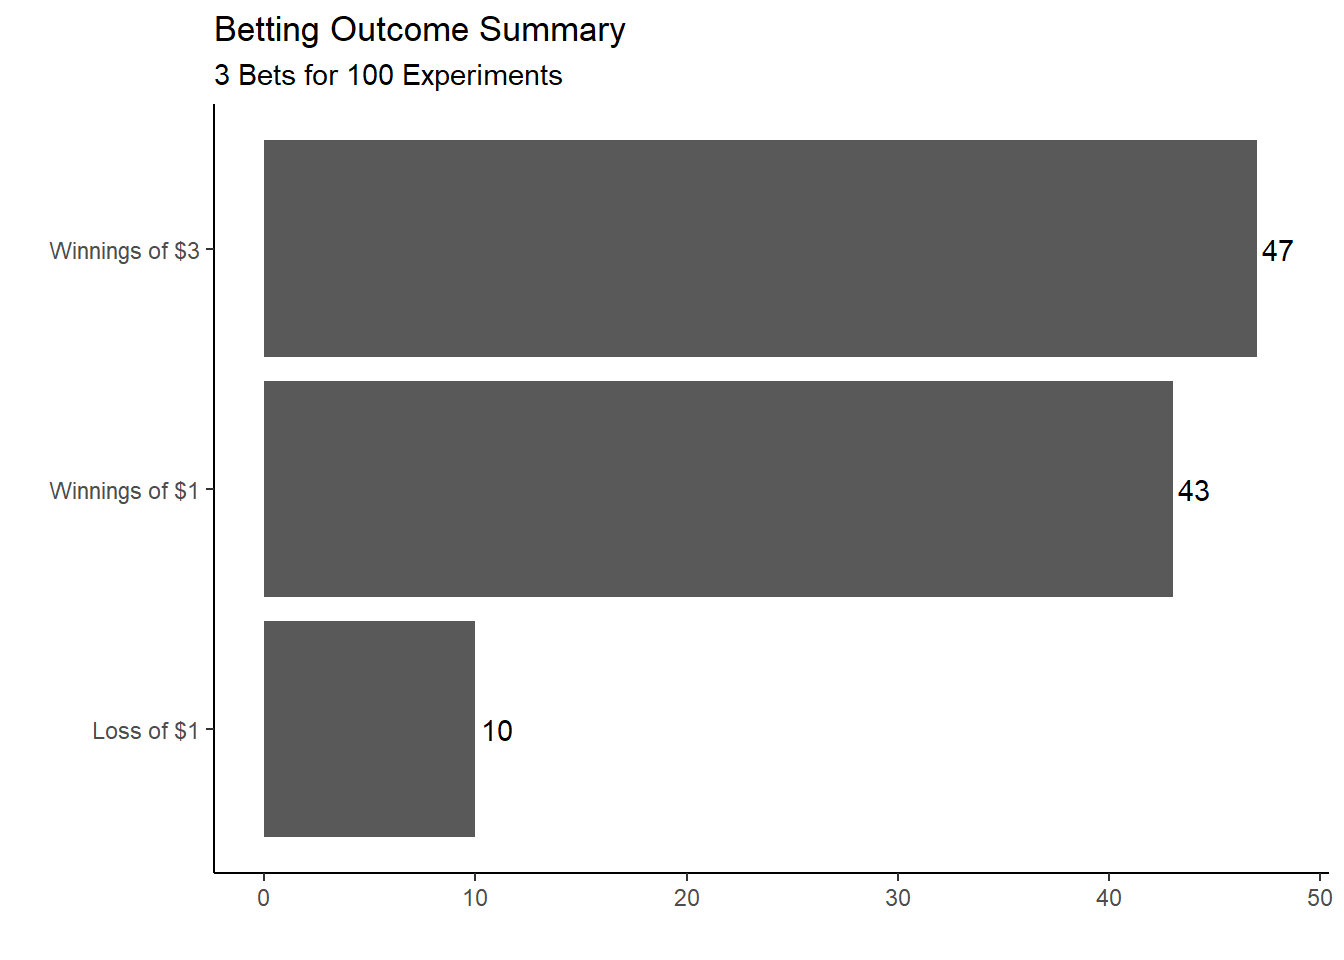 Betting Outcome Summary
3 Bets for 100 Experiments
Winnings of $3
47
Winnings of $1
43
Loss of $1
10
0 10 20 30 40 50